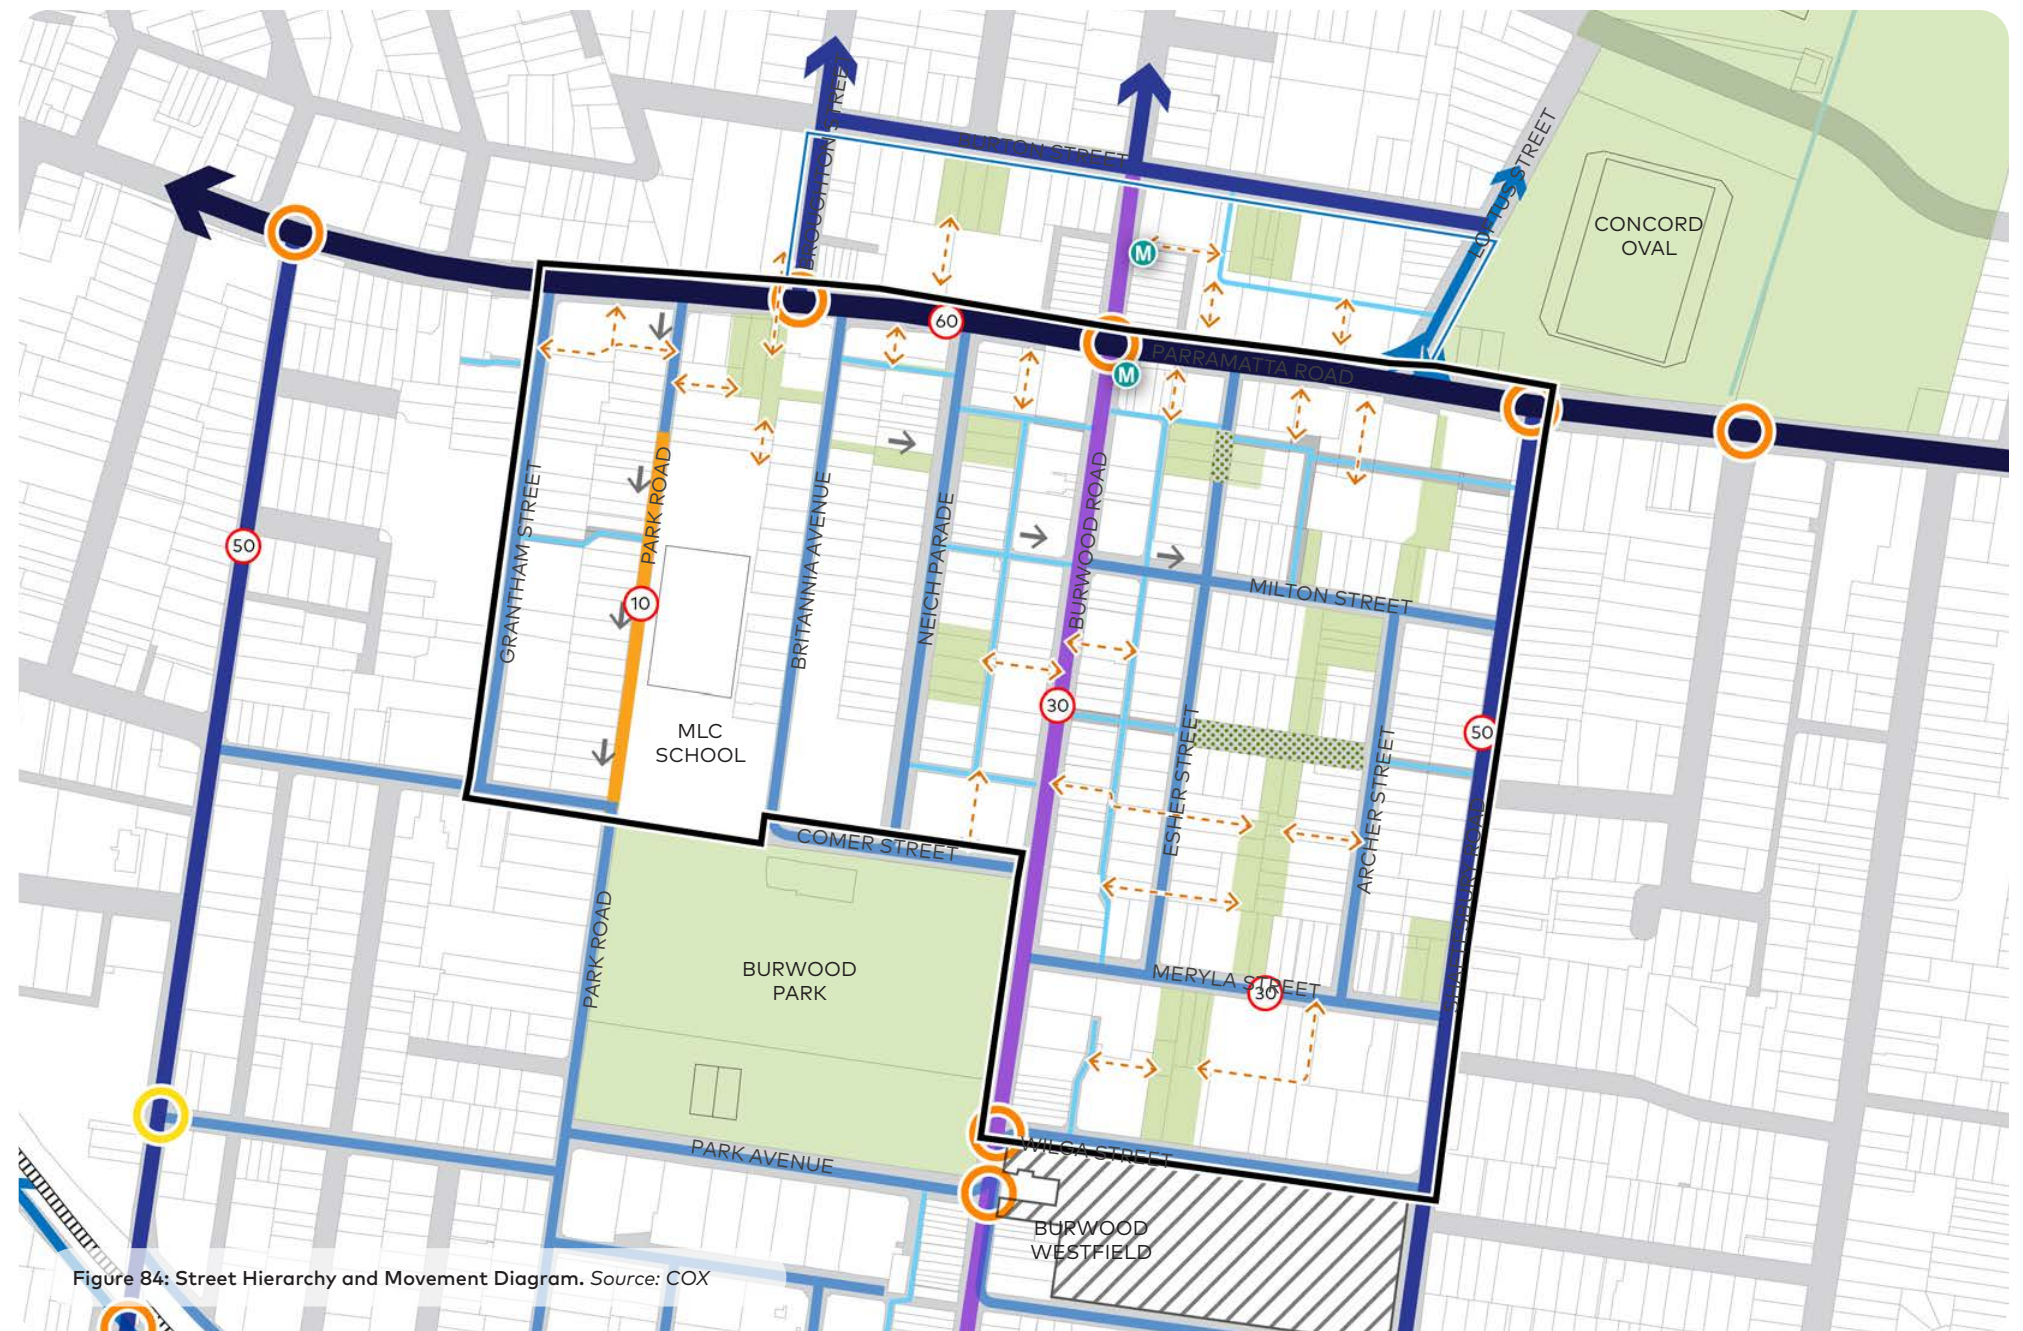 BROUGHTON STREET
BURTON STREET
LOFTUS STREET
CONCORD
OVAL
M
60
PARRAMATTA ROAD
M
GRANTHAM STREET
PARK ROAD
BRITANNIA AVENUE
NEICH PARADE
BURWOOD ROAD
50
10
MILTON STREET
30
50
MLC
SCHOOL
ESHER STREET
ARCHER STREET
COMER STREET
PARK ROAD
BURWOOD
PARK
MERYLA STREET
30
PARK AVENUE
WILGA STREET
BURWOOD
WESTFIELD
Figure 84: Street Hierarchy and Movement Diagram. Source: COX